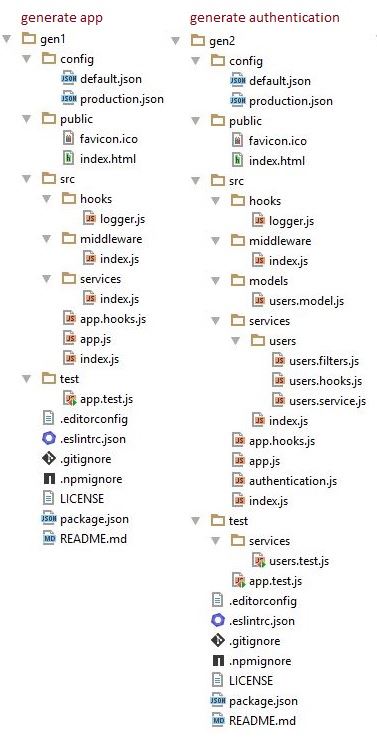 generate app
gen1
config
default.json
production.json
public
favicon.ico
index.html
src
hooks
logger.js
middleware
index.js
services
index.js
app.hooks.js
app.js
index.js
test
app.test.js
.editorconfig
.eslintrc.json
.gitignore
.npmignore
LICENSE
package.json
README.md
generate authentication
gen2
config
default.json
production.json
public
favicon.ico
index.html
src
hooks
logger.js
middleware
index.js
models
users.model.js
services
users
users.filters.js
users.hooks.js
users.service.js
index.js
app.hooks.js
app.js
authentication.js
index.js
test
services
users.test.js
app.test.js
.editorconfig
.eslintrc.json
.gitignore
.npmignore
LICENSE
package.json
README.md